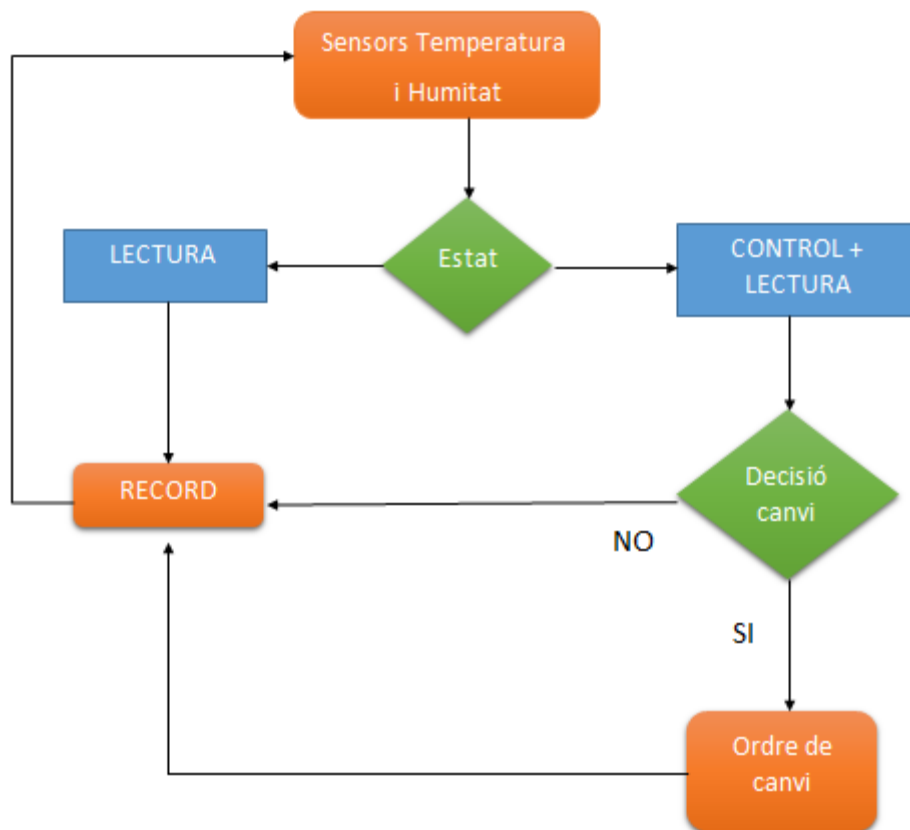 Sensors Temperatura
i Humitat
Estat
LECTURA
CONTROL +
LECTURA
Decisió
canvi
RECORD
NO
SI
Ordre de
canvi